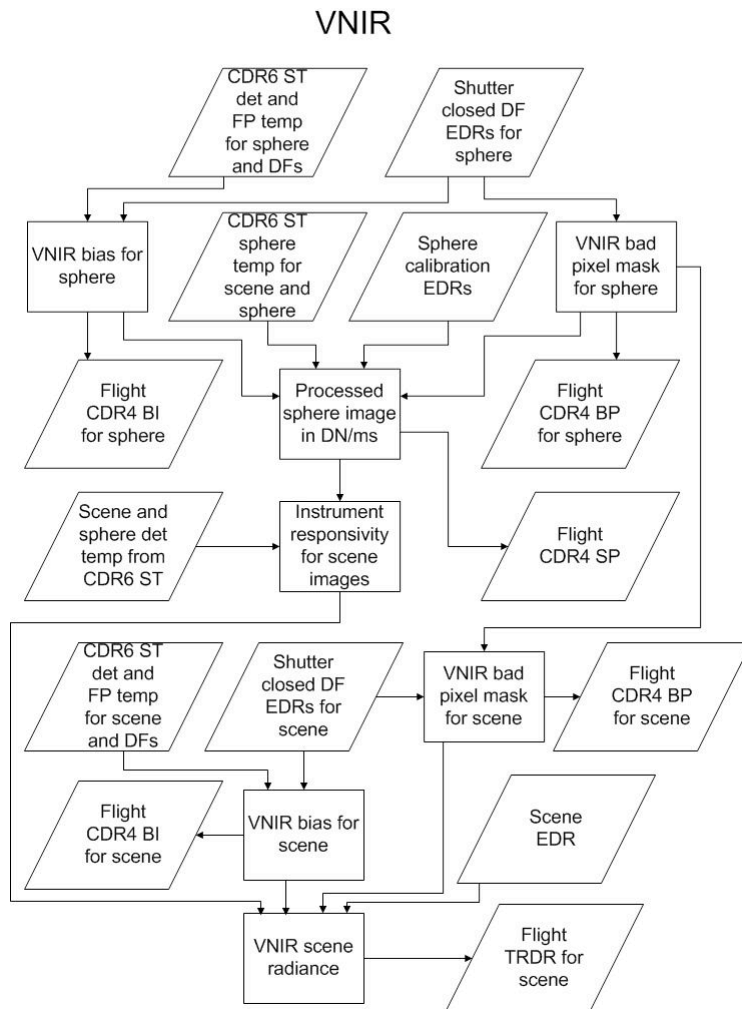 VNIR
CDR6 ST
det and
FP temp
for sphere
and DFs
Shutter
closed DF
EDRs for
sphere
VNIR bias for
sphere
CDR6 ST
sphere
temp for
scene and
sphere
Sphere
calibration
EDRs
VNIR bad
pixel mask
for sphere
Flight
CDR4 BI
for sphere
Processed
sphere image
in DN/ms
Flight
CDR4 BP
for sphere
Scene and
sphere det
temp from
CDR6 ST
Instrument
responsivity
for scene
images
Flight
CDR4 SP
CDR6 ST
det and
FP temp
for scene
and DFs
Shutter
closed DF
EDRs for
scene
VNIR bad
pixel mask
for scene
Flight
CDR4 BP
for scene
Flight
CDR4 BI
for scene
VNIR bias for
scene
Scene
EDR
VNIR scene
radiance
Flight
TRDR for
scene